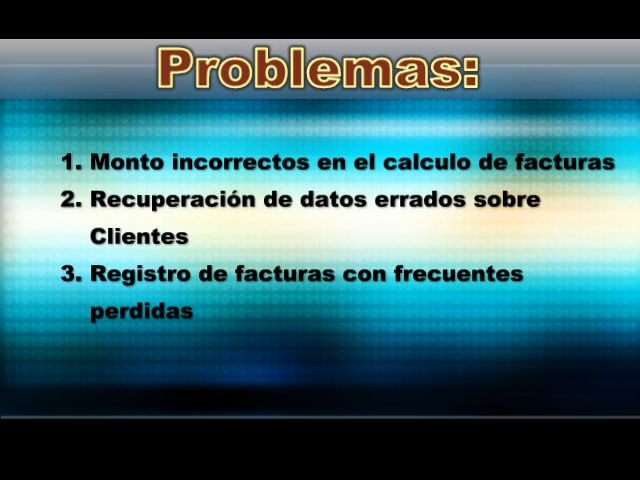 Problemas:
1. Monto incorrectos en el calculo de facturas
2. Recuperación de datos errados sobre
Clientes
3. Registro de facturas con frecuentes
perdidas